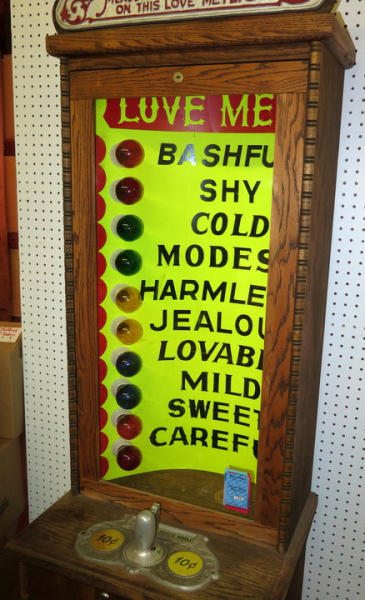 ON THIS LOVE METER
LOVE ME
BASHFU
SHY
COLD
MODES
HARMLE
JEALOU
LOVABL
MILD
SWEET
CAREFU
10¢
10¢